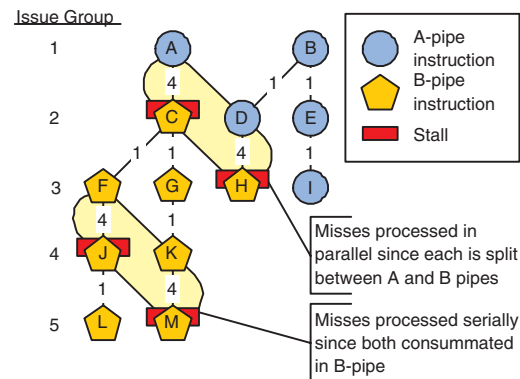 Issue Group
1
A
B
A-pipe
instruction
B-pipe
instruction
Stall
4
1
1
2
C
D
E
1
1
4
1
3
F
G
H
I
4
1
Misses processed in
parallel since each is split
between A and B pipes
4
J
K
1
4
5
L
M
Misses processed serially
since both consummated
in B-pipe